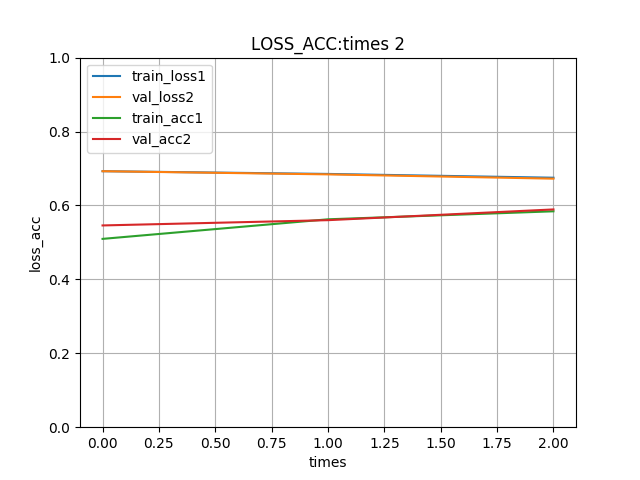 LOSS_ACC:times 2
train_loss1
val_loss2
train_acc1
val_acc2
1.0
0.8
0.6
0.4
0.2
0.0
loss_acc
0.00 0.25 0.50 0.75 1.00 1.25 1.50 1.75 2.00
times